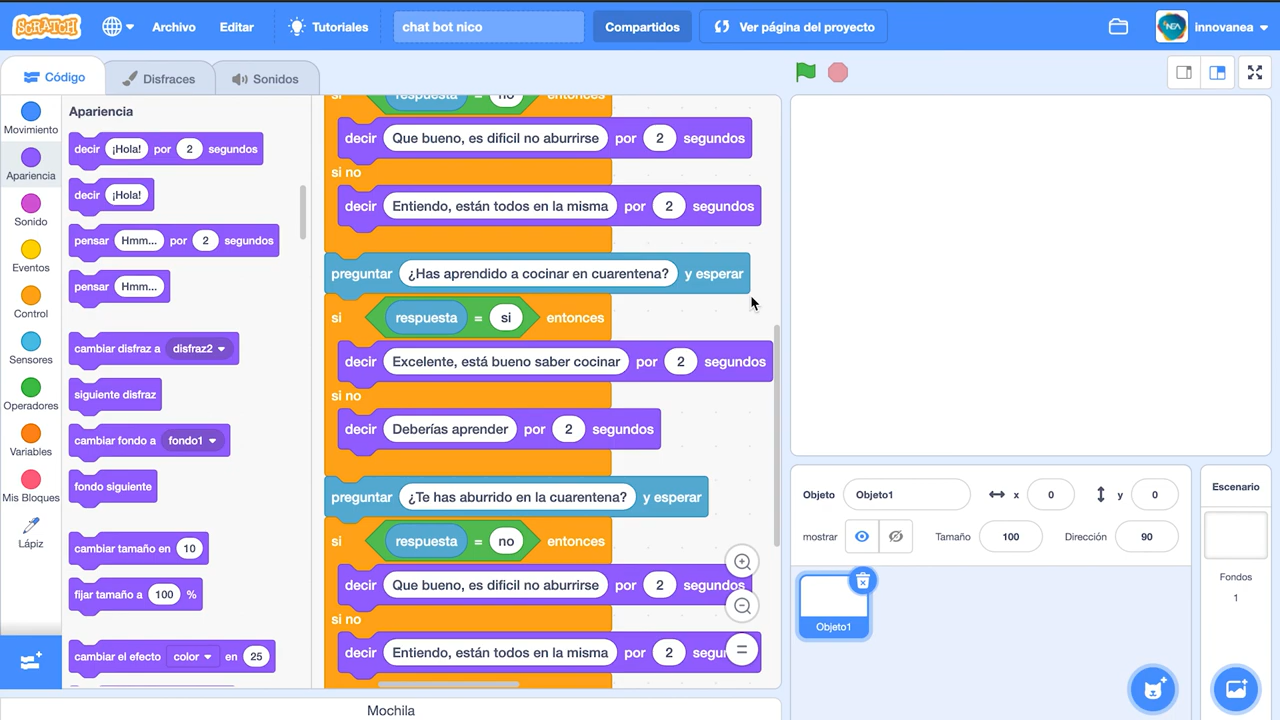 SCRATCH Archivo Editar Tutoriales chat bot nico Compartidos Ver página del proyecto innovanea
Código Disfraces Sonidos
Movimiento
Apariencia
Sonido
Eventos
Control
Sensores
Operadores
Variables
Mis Bloques
Lápiz
Apariencia
decir ¡Hola! por 2 segundos
decir ¡Hola!
pensar Hmm... por 2 segundos
pensar Hmm...
cambiar disfraz a disfraz2
siguiente disfraz
cambiar fondo a fondo1
fondo siguiente
cambiar tamaño en 10
fijar tamaño a 100 %
cambiar el efecto color en 25
si respuesta = no entonces
decir Que bueno, es dificil no aburrirse por 2 segundos
si no
decir Entiendo, están todos en la misma por 2 segundos
preguntar ¿Has aprendido a cocinar en cuarentena? y esperar
si respuesta = si entonces
decir Excelente, está bueno saber cocinar por 2 segundos
si no
decir Deberías aprender por 2 segundos
preguntar ¿Te has aburrido en la cuarentena? y esperar
si respuesta = no entonces
decir Que bueno, es dificil no aburrirse por 2 segundos
si no
decir Entiendo, están todos en la misma por 2 segu
Mochila
Objeto Objeto1 x 0 y 0
mostrar Tamaño 100 Dirección 90
Objeto1
Escenario
Fondos
1